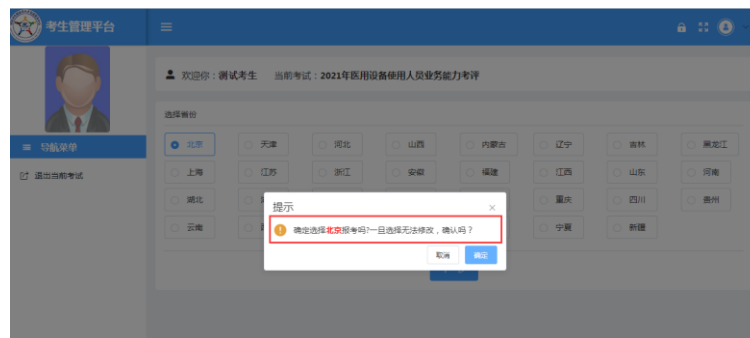 考生管理平台
欢迎你：测试考生 当前考试：2021年医用设备使用人员业务能力考评
选择省份
导航菜单
北京 天津 河北 山西 内蒙古 辽宁 吉林 黑龙江
退出当前考试
上海 江苏 浙江 安徽 福建 江西 山东 河南
湖北 重庆 四川 贵州
提示
云南 宁夏 新疆
确定选择北京报考吗?一旦选择无法修改，确认吗？
取消 确定